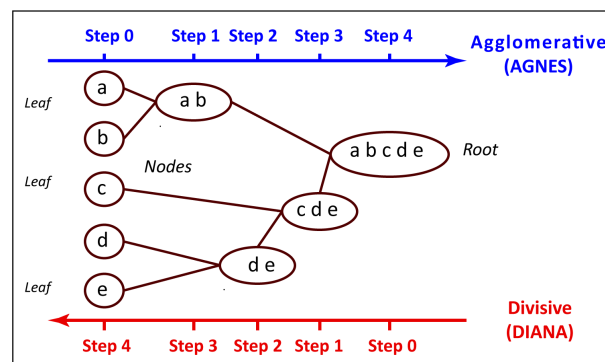 Step 0 Step 1 Step 2 Step 3 Step 4
Agglomerative
(AGNES)
Leaf
a
a b
b
a b c d e
Root
Nodes
Leaf
c
c d e
d
d e
Leaf
e
Divisive
(DIANA)
Step 4 Step 3 Step 2 Step 1 Step 0